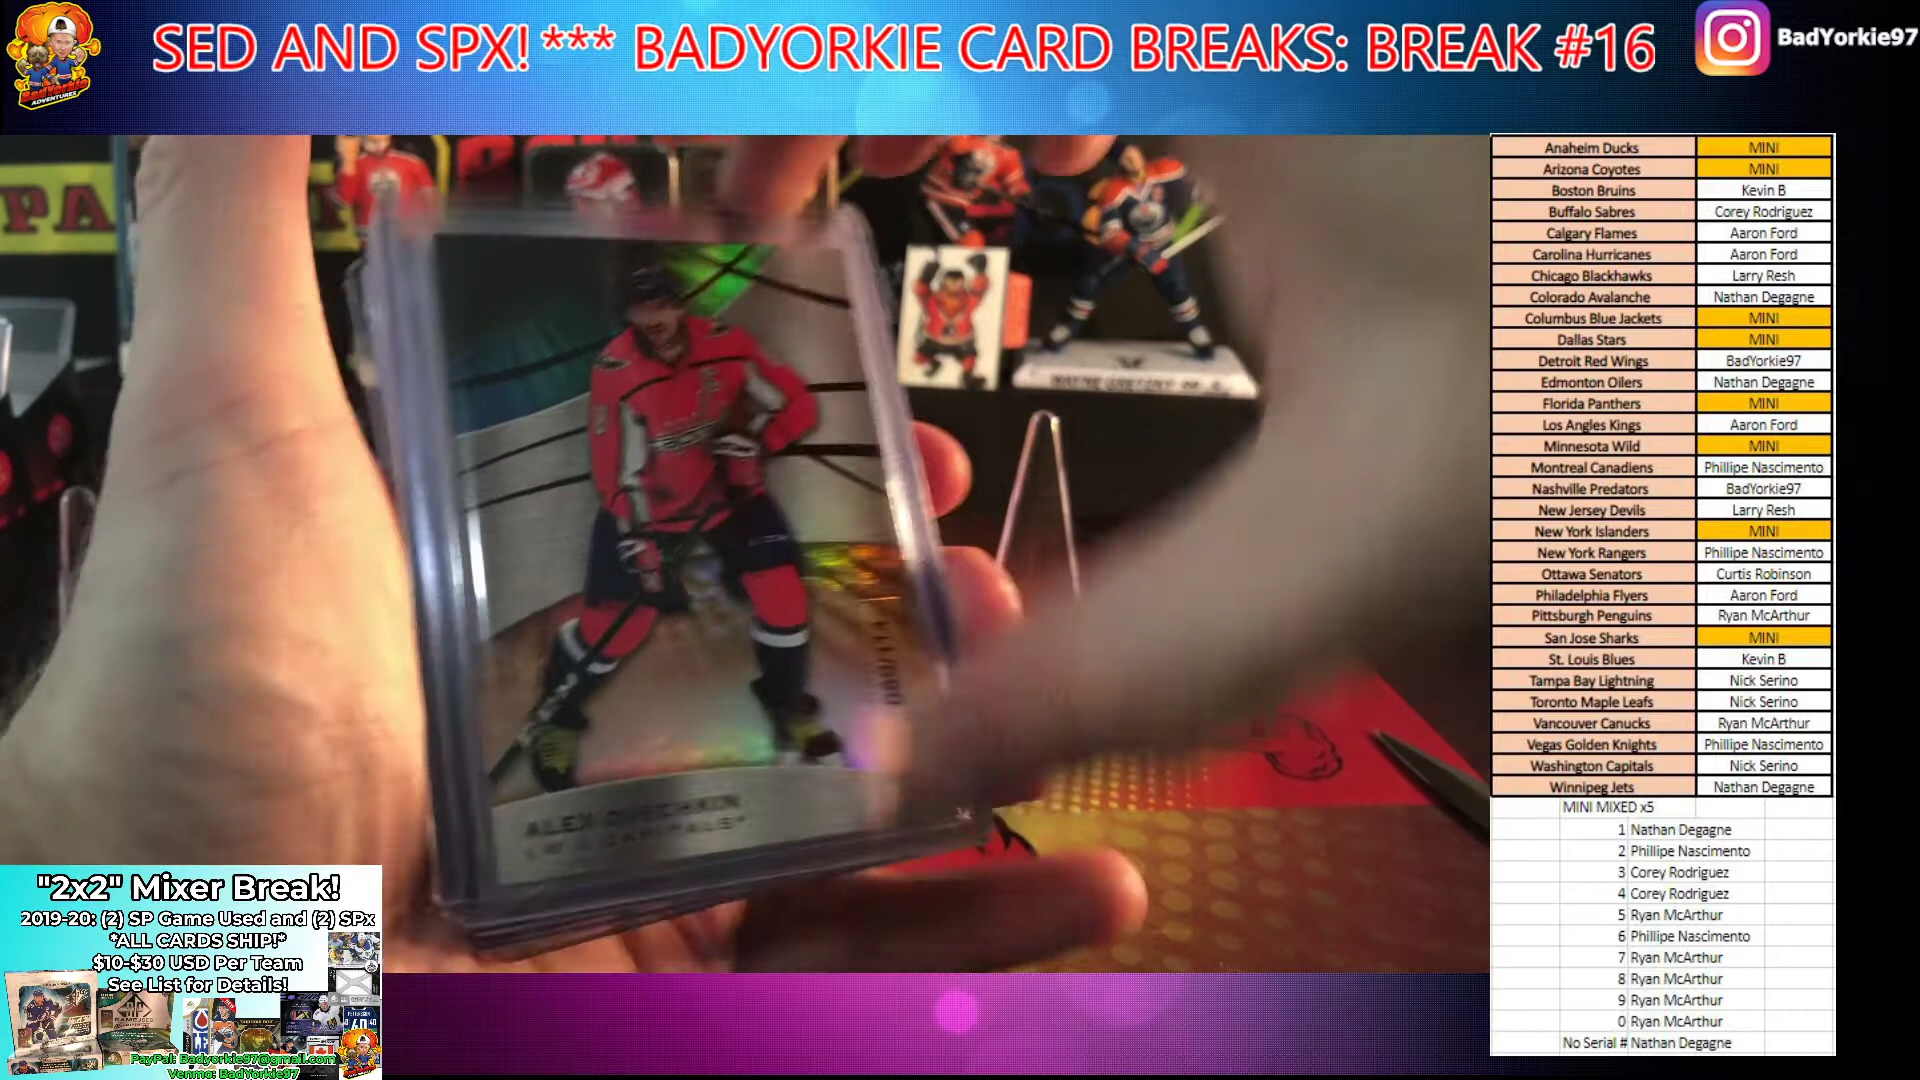 SED AND SPX! *** BADYORKIE CARD BREAKS: BREAK #16
BadYorkie97
BadYorkie
ADVENTURES
PA
Anaheim Ducks MINI
Arizona Coyotes MINI
Boston Bruins Kevin B
Buffalo Sabres Corey Rodriguez
Calgary Flames Aaron Ford
Carolina Hurricanes Aaron Ford
Chicago Blackhawks Larry Resh
Colorado Avalanche Nathan Degagne
Columbus Blue Jackets MINI
Dallas Stars MINI
Detroit Red Wings BadYorkie97
Edmonton Oilers Nathan Degagne
Florida Panthers MINI
Los Angles Kings Aaron Ford
Minnesota Wild MINI
Montreal Canadiens Phillipe Nascimento
Nashville Predators BadYorkie97
New Jersey Devils Larry Resh
New York Islanders MINI
New York Rangers Phillipe Nascimento
Ottawa Senators Curtis Robinson
Philadelphia Flyers Aaron Ford
Pittsburgh Penguins Ryan McArthur
San Jose Sharks MINI
St. Louis Blues Kevin B
Tampa Bay Lightning Nick Serino
Toronto Maple Leafs Nick Serino
Vancouver Canucks Ryan McArthur
Vegas Golden Knights Phillipe Nascimento
Washington Capitals Nick Serino
Winnipeg Jets Nathan Degagne
MINI MIXED x5
1 Nathan Degagne
2 Phillipe Nascimento
3 Corey Rodriguez
4 Corey Rodriguez
5 Ryan McArthur
6 Phillipe Nascimento
7 Ryan McArthur
8 Ryan McArthur
9 Ryan McArthur
0 Ryan McArthur
No Serial # Nathan Degagne
ALEX OVECHKIN
LW CAPITALS
"2x2" Mixer Break!
2019-20: (2) SP Game Used and (2) SPx
*ALL CARDS SHIP!*
$10-$30 USD Per Team
See List for Details!
PayPal: Badyorkie97@gmail.com
Venmo: BadYorkie97